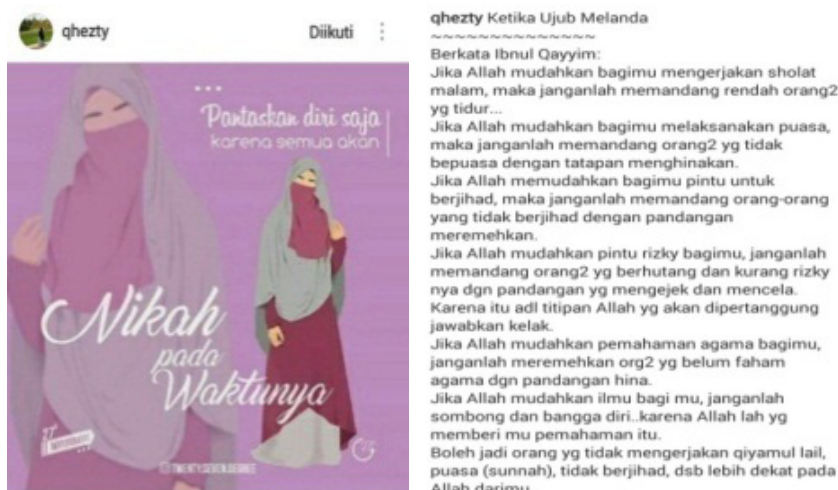 qhezty
Diikuti
Pantaskan diri saja
karena semua akan
Nikah
pada
Waktunya
TWENTY.SEVEN.DEGREE
qhezty Ketika Ujub Melanda
~~~~~~~~~~~~~~
Berkata Ibnul Qayyim:
Jika Allah mudahkan bagimu mengerjakan sholat
malam, maka janganlah memandang rendah orang2
yg tidur...
Jika Allah mudahkan bagimu melaksanakan puasa,
maka janganlah memandang orang2 yg tidak
bepuasa dengan tatapan menghinakan.
Jika Allah memudahkan bagimu pintu untuk
berjihad, maka janganlah memandang orang-orang
yang tidak berjihad dengan pandangan
meremehkan.
Jika Allah mudahkan pintu rizky bagimu, janganlah
memandang orang2 yg berhutang dan kurang rizky
nya dgn pandangan yg mengejek dan mencela.
Karena itu adl titipan Allah yg akan dipertanggung
jawabkan kelak.
Jika Allah mudahkan pemahaman agama bagimu,
janganlah meremehkan org2 yg belum faham
agama dgn pandangan hina.
Jika Allah mudahkan ilmu bagi mu, janganlah
sombong dan bangga diri..karena Allah lah yg
memberi mu pemahaman itu.
Boleh jadi orang yg tidak mengerjakan qiyamul lail,
puasa (sunnah), tidak berjihad, dsb lebih dekat pada
Allah darimu